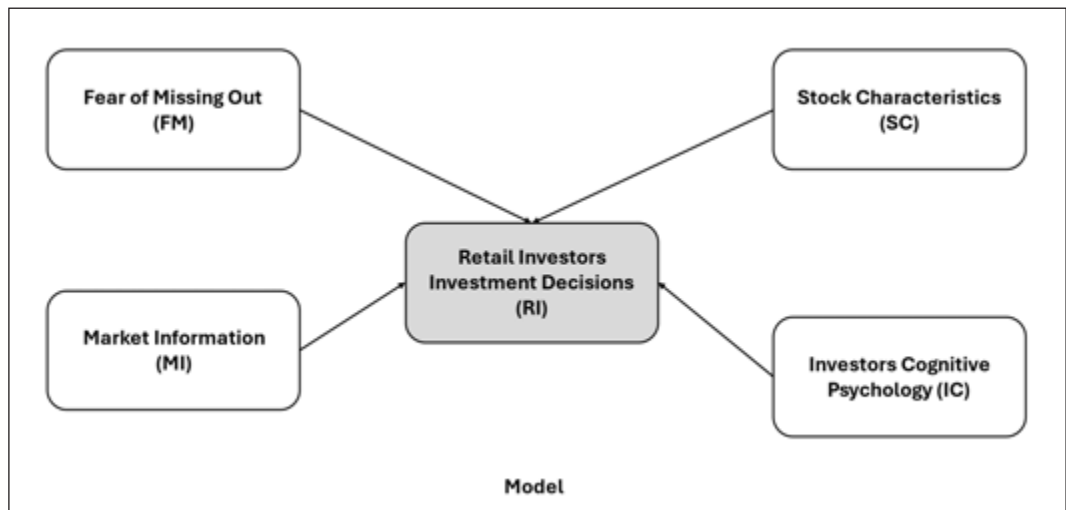 Fear of Missing Out
(FM)
Stock Characteristics
(SC)
Retail Investors
Investment Decisions
(RI)
Market Information
(MI)
Investors Cognitive
Psychology (IC)
Model